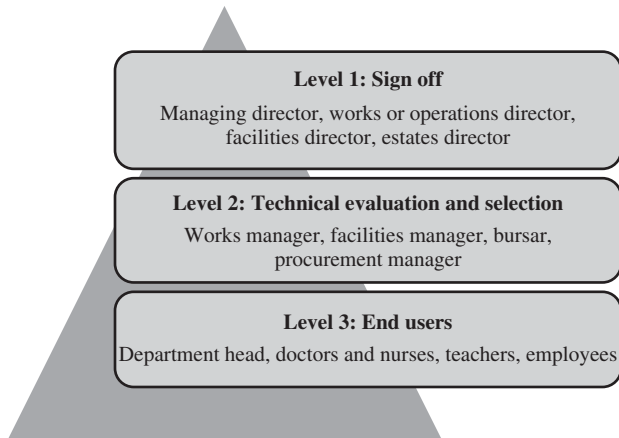 Level 1: Sign off
Managing director, works or operations director,
facilities director, estates director
Level 2: Technical evaluation and selection
Works manager, facilities manager, bursar,
procurement manager
Level 3: End users
Department head, doctors and nurses, teachers, employees